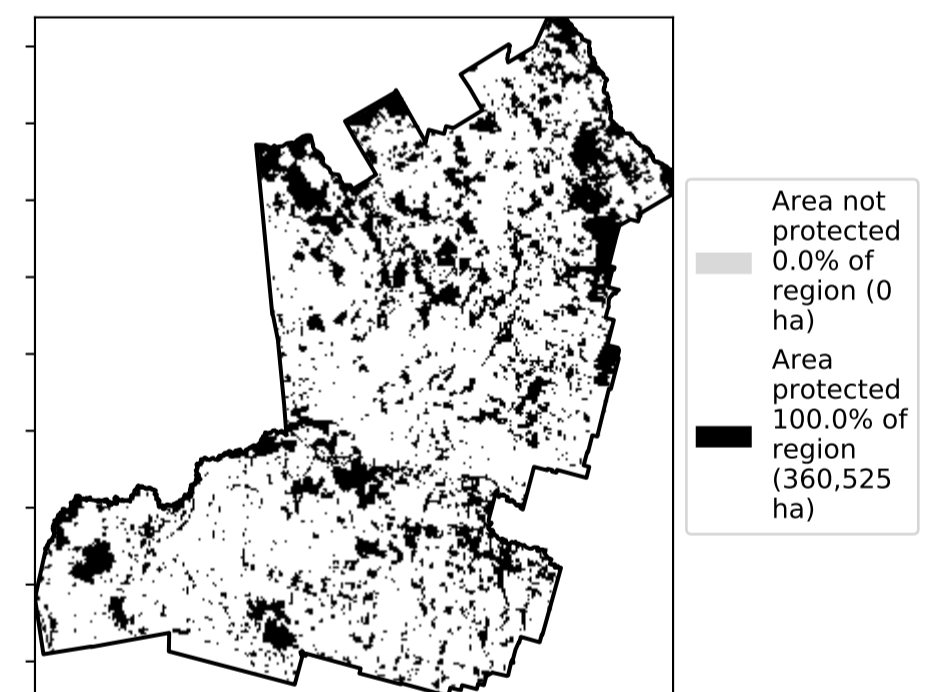 Area not
protected
0.0% of
region (0
ha)
Area
protected
100.0% of
region
(360,525
ha)